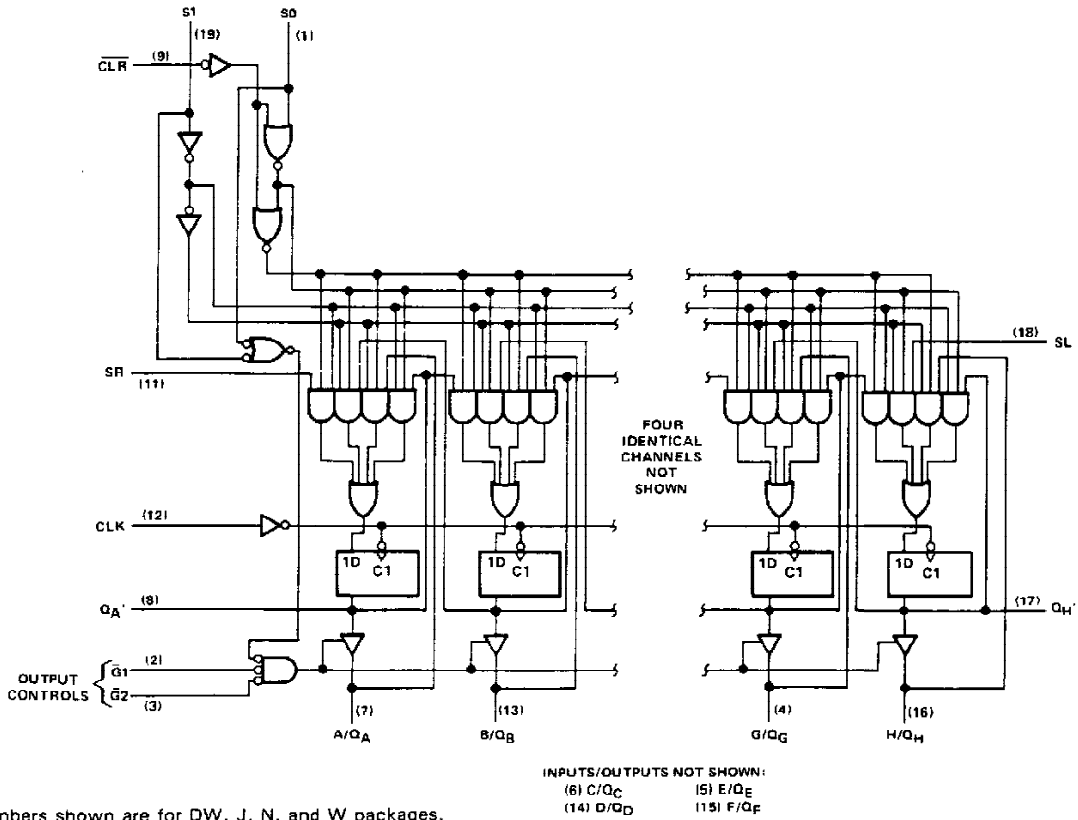 S1
S0
(19)
(1)
CLR
(9)
(18)
SL
SR
(11)
FOUR
IDENTICAL
CHANNELS
NOT
SHOWN
CLK
(12)
1D
C1
1D
C1
1D
C1
1D
C1
QA'
(8)
(17)
QH'
OUTPUT
CONTROLS
G1
(2)
G2
(3)
(7)
(13)
(4)
(16)
A/QA
B/QB
G/QG
H/QH
INPUTS/OUTPUTS NOT SHOWN:
(6) C/QC
(5) E/QE
(14) D/QD
(15) F/QF
mbers shown are for DW, J, N, and W packages.